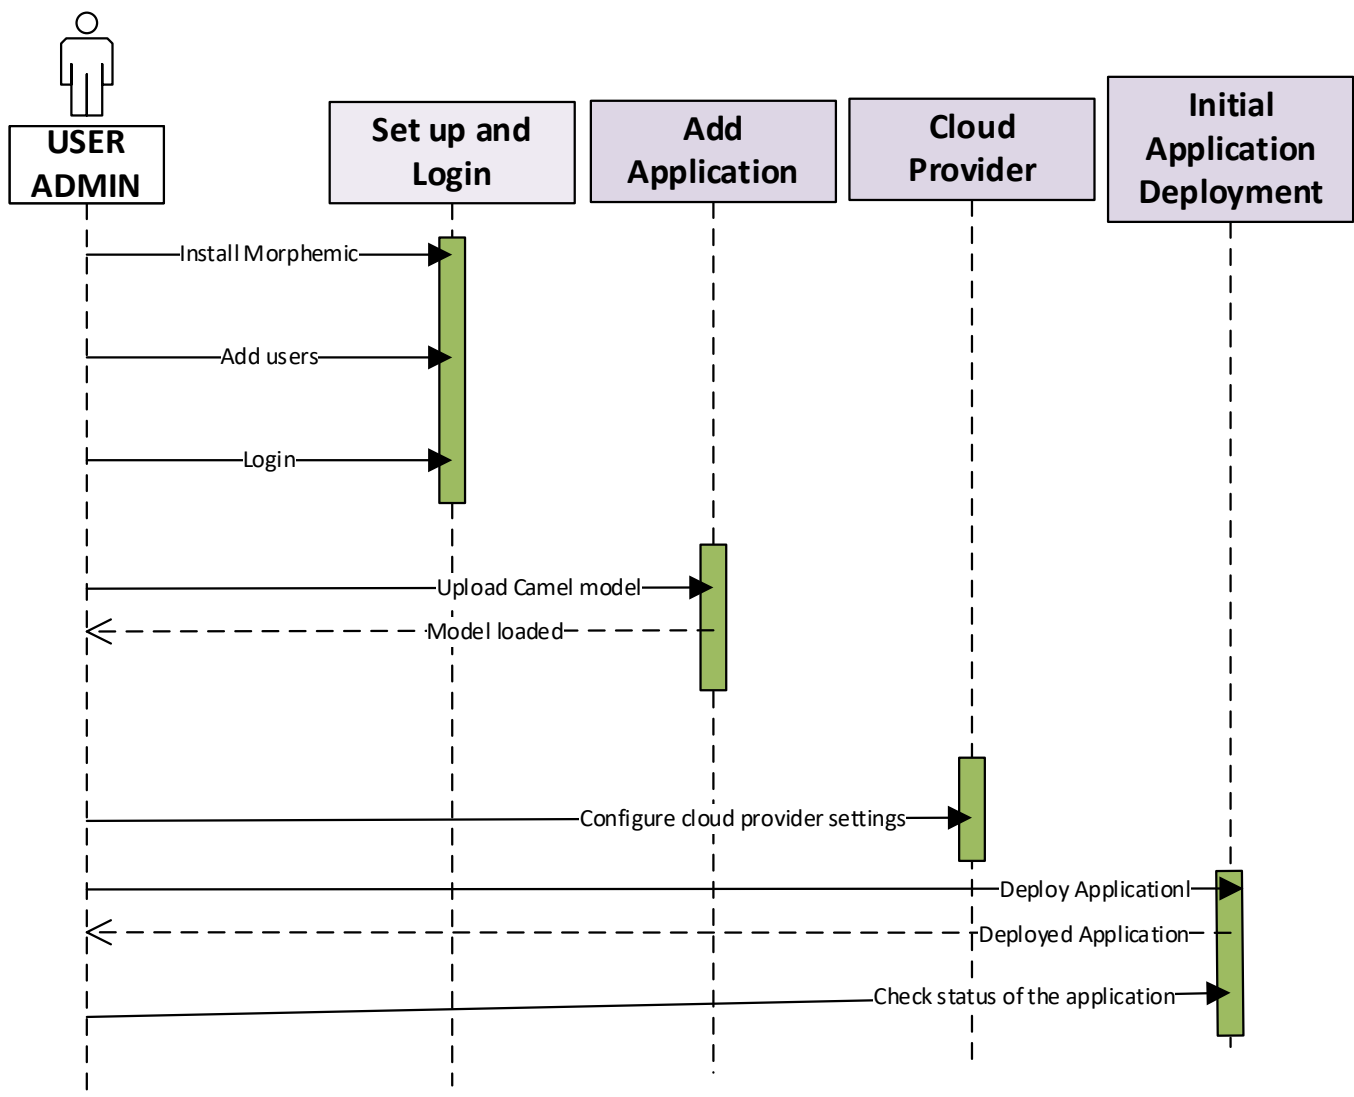 USER
ADMIN
Set up and
Login
Add
Application
Cloud
Provider
Initial
Application
Deployment
Install Morphemic
Add users
Login
Upload Camel model
Model loaded
Configure cloud provider settings
Deploy Applicationl
Deployed Application
Check status of the application